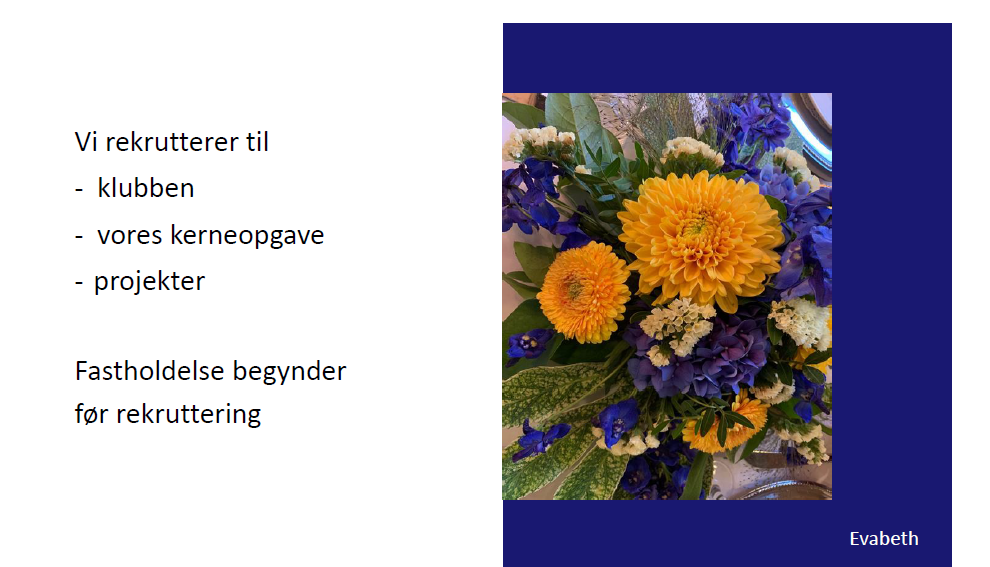 Vi rekrutterer til
- klubben
- vores kerneopgave
- projekter
Fastholdelse begynder
før rekruttering
Evabeth